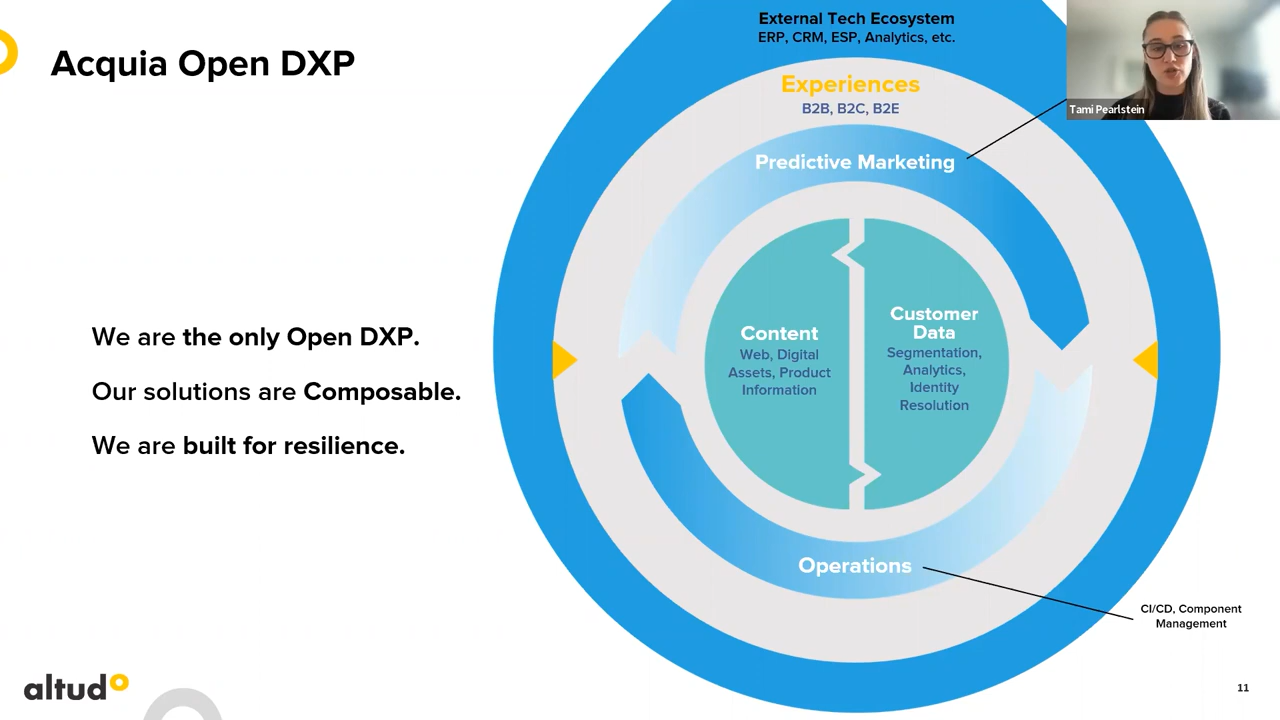 Acquia Open DXP
We are the only Open DXP.
Our solutions are Composable.
We are built for resilience.
External Tech Ecosystem
ERP, CRM, ESP, Analytics, etc.
Experiences
B2B, B2C, B2E
Predictive Marketing
Content
Web, Digital
Assets, Product
Information
Customer
Data
Segmentation,
Analytics,
Identity
Resolution
Operations
CI/CD, Component
Management
Tami Pearlstein
altudo
11